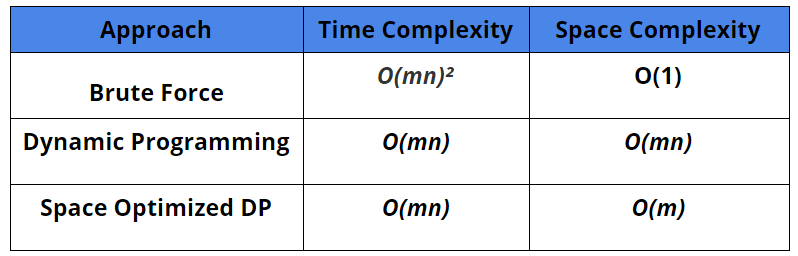 Approach Time Complexity Space Complexity
Brute Force O(mn)² O(1)
Dynamic Programming O(mn) O(mn)
Space Optimized DP O(mn) O(m)